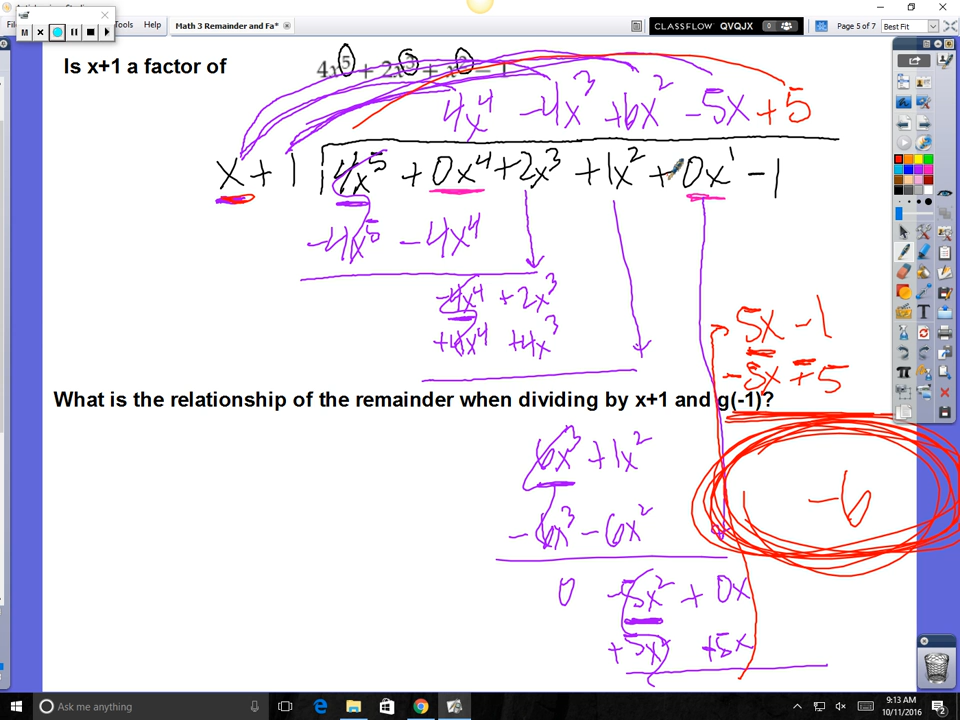 Tools Help Math 3 Remainder and Fa* CLASSFLOW QVQJX 0 Page 5 of 7 Best Fit
M
Is x+1 a factor of 4x⁵ + 2x³ + x² − 1
4x⁴ −4x³ +6x² −5x +5
x + 1 4x⁵ + 0x⁴ +2x³ +1x² + 0x¹ −1
−4x⁵ −4x⁴
−4x⁴ +2x³
+4x⁴ +4x³
5x −1
−5x −+5
What is the relationship of the remainder when dividing by x+1 and g(-1)?
6x³ +1x²
−6
−6x³ −6x²
0 −5x² + 0x
+5x² +5x
Ask me anything
9:13 AM
10/11/2016